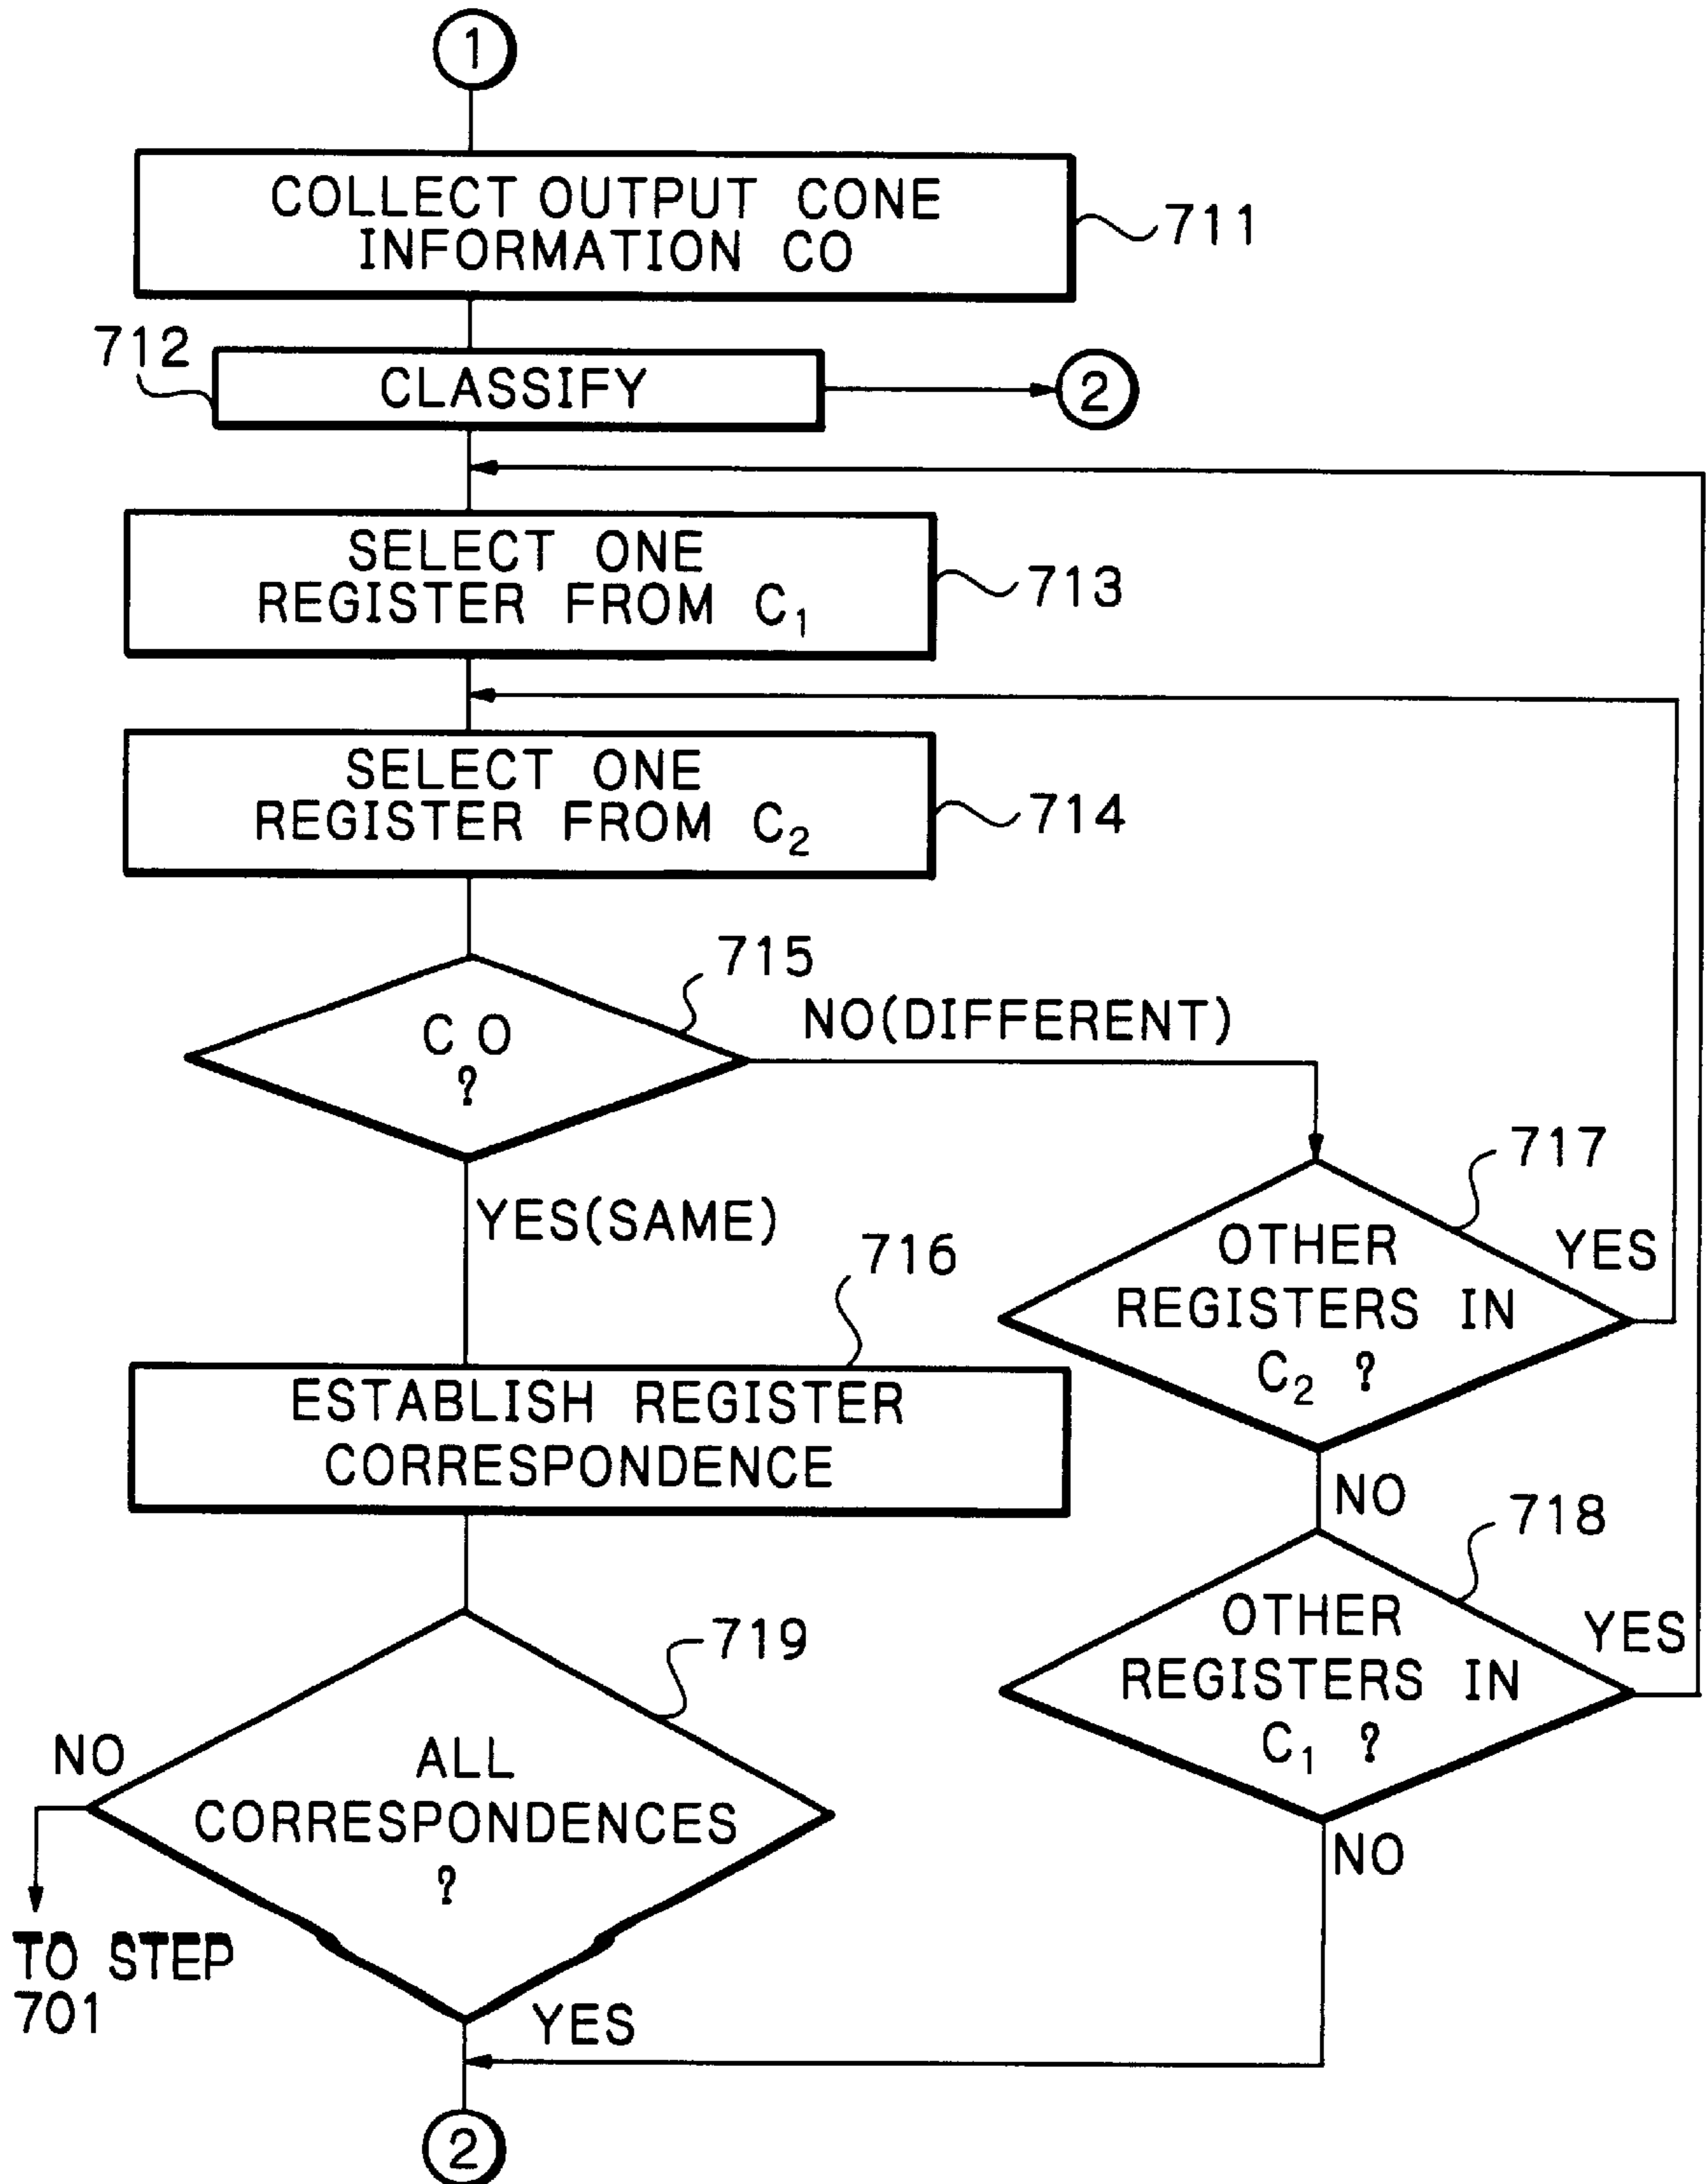 1
COLLECT OUTPUT CONE
INFORMATION CO
711
712
CLASSIFY
2
SELECT ONE
REGISTER FROM C₁
713
SELECT ONE
REGISTER FROM C₂
714
715
C O
?
NO(DIFFERENT)
YES(SAME)
717
OTHER
REGISTERS IN
C₂ ?
YES
NO
716
ESTABLISH REGISTER
CORRESPONDENCE
718
OTHER
REGISTERS IN
C₁ ?
YES
NO
719
ALL
CORRESPONDENCES
?
NO
TO STEP
701
YES
2